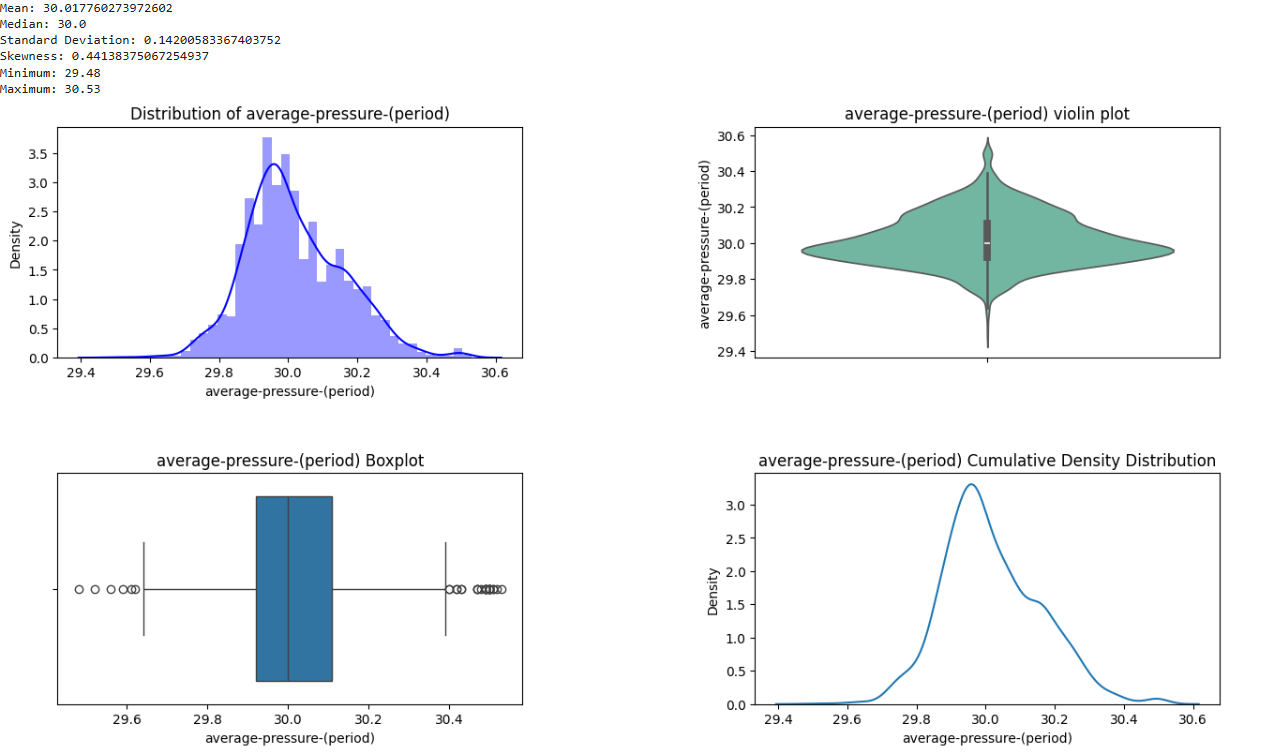 Mean: 30.017760273972602
Median: 30.0
Standard Deviation: 0.14200583367403752
Skewness: 0.44138375067254937
Minimum: 29.48
Maximum: 30.53
Distribution of average-pressure-(period)
3.5
3.0
2.5
2.0
1.5
1.0
0.5
0.0
Density
29.4 29.6 29.8 30.0 30.2 30.4 30.6
average-pressure-(period)
average-pressure-(period) violin plot
30.6
30.4
30.2
30.0
29.8
29.6
29.4
average-pressure-(period)
average-pressure-(period) Boxplot
29.6 29.8 30.0 30.2 30.4
average-pressure-(period)
average-pressure-(period) Cumulative Density Distribution
3.0
2.5
2.0
1.5
1.0
0.5
0.0
Density
29.4 29.6 29.8 30.0 30.2 30.4 30.6
average-pressure-(period)